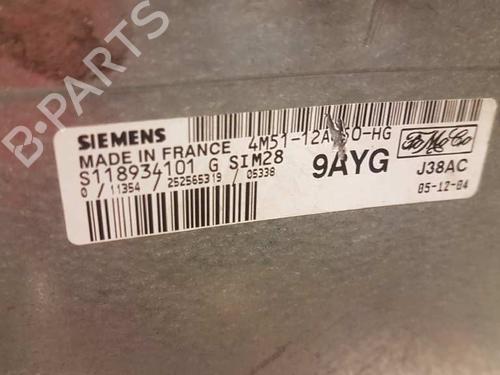 SIEMENS
MADE IN FRANCE
4M51-12A650-HG
FoMoCo
S118934101 G SIM28
9AYG
J38AC
0 / 11354 / 252565319 / 05338
05-12-04
B-PARTS